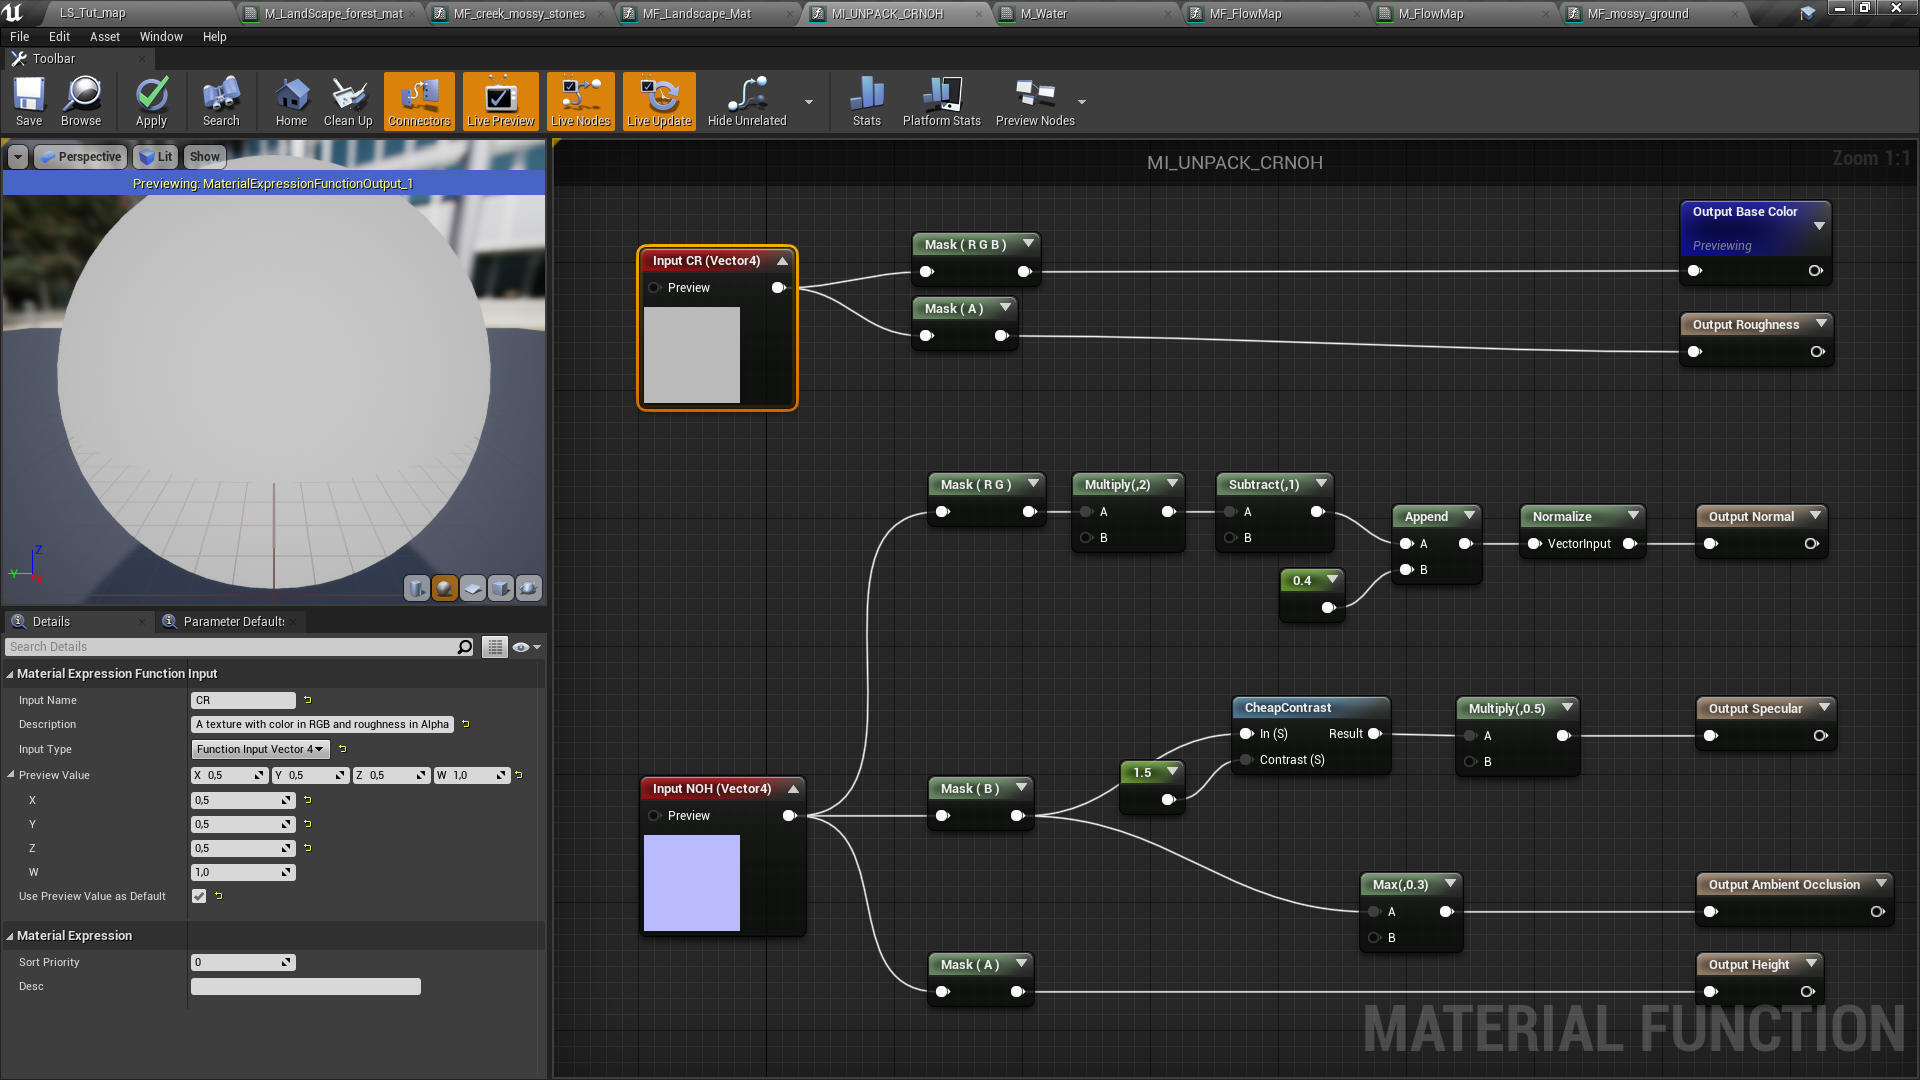 LS_Tut_map
M_LandScape_forest_mat
MF_creek_mossy_stones
MF_Landscape_Mat
MI_UNPACK_CRNOH
M_Water
MF_FlowMap
M_FlowMap
MF_mossy_ground
File Edit Asset Window Help
Toolbar
Save Browse Apply Search Home Clean Up Connectors Live Preview Live Nodes Live Update Hide Unrelated Stats Platform Stats Preview Nodes
Perspective Lit Show
Previewing: MaterialExpressionFunctionOutput_1
Z
Y
X
MI_UNPACK_CRNOH
Zoom 1:1
Input CR (Vector4)
Preview
Mask ( R G B )
Mask ( A )
Output Base Color
Previewing
Output Roughness
Mask ( R G )
Multiply(,2)
A
B
Subtract(,1)
A
B
0.4
Append
A
B
Normalize
VectorInput
Output Normal
Input NOH (Vector4)
Preview
Mask ( B )
1.5
CheapContrast
In (S) Result
Contrast (S)
Multiply(,0.5)
A
B
Output Specular
Max(,0.3)
A
B
Output Ambient Occlusion
Mask ( A )
Output Height
MATERIAL FUNCTION
Details
Parameter Defaults
Search Details
Material Expression Function Input
Input Name CR
Description A texture with color in RGB and roughness in Alpha
Input Type Function Input Vector 4
Preview Value X 0,5 Y 0,5 Z 0,5 W 1,0
X 0,5
Y 0,5
Z 0,5
W 1,0
Use Preview Value as Default
Material Expression
Sort Priority 0
Desc